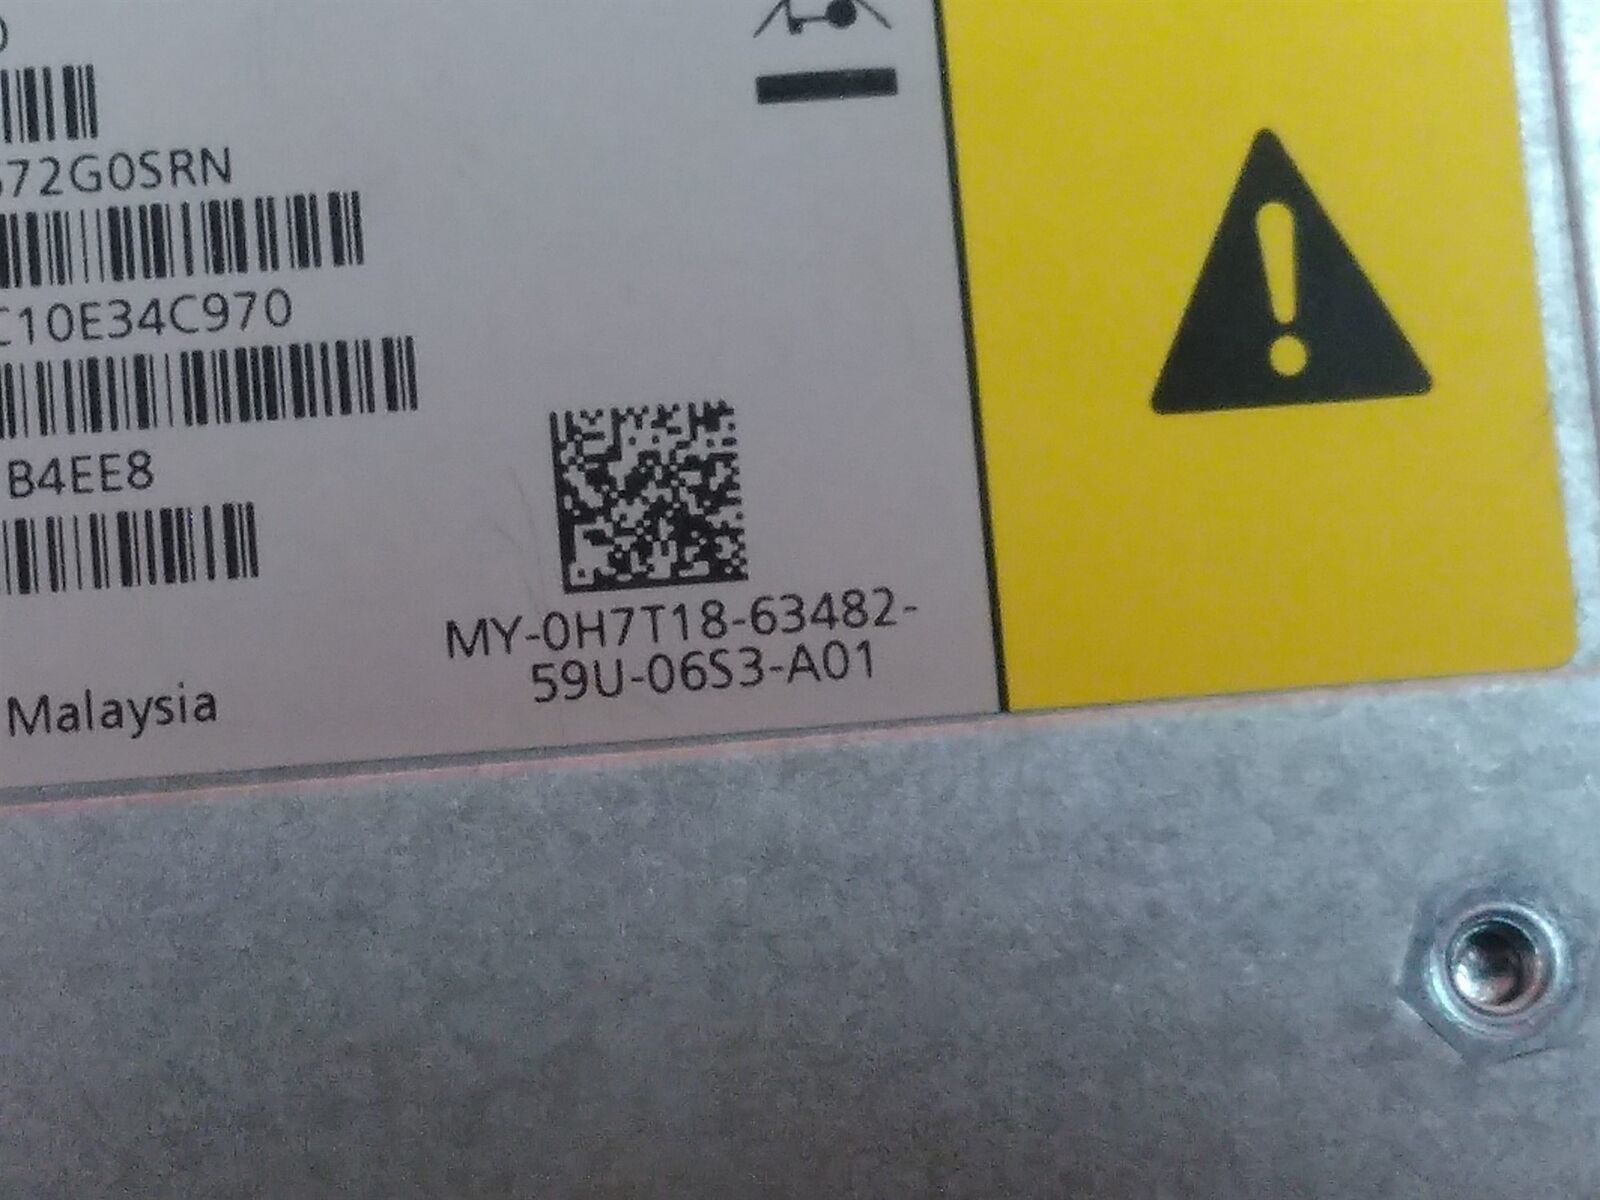 72G0SRN
C10E34C970
B4EE8
MY-0H7T18-63482-
59U-06S3-A01
Malaysia